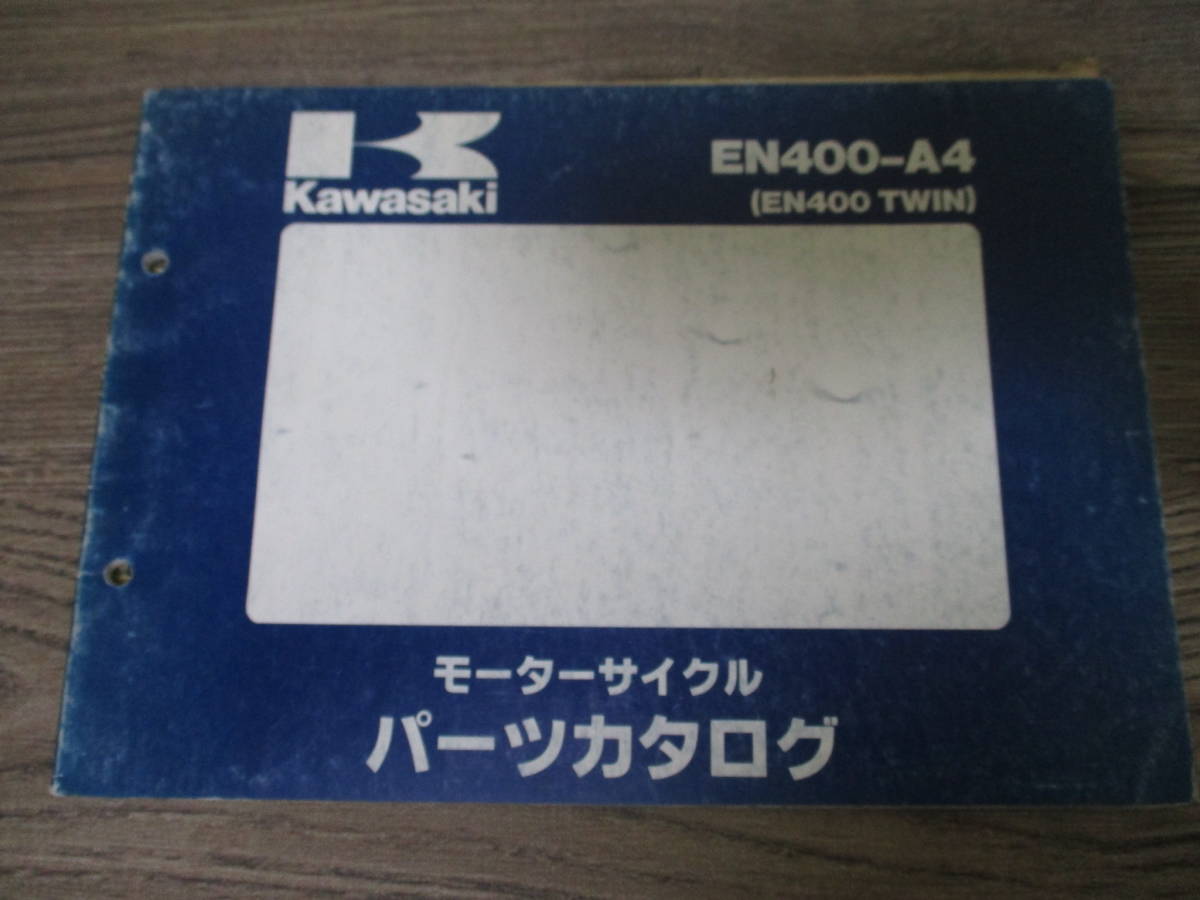 Kawasaki
EN400-A4
(EN400 TWIN)
モーターサイクル
パーツカタログ